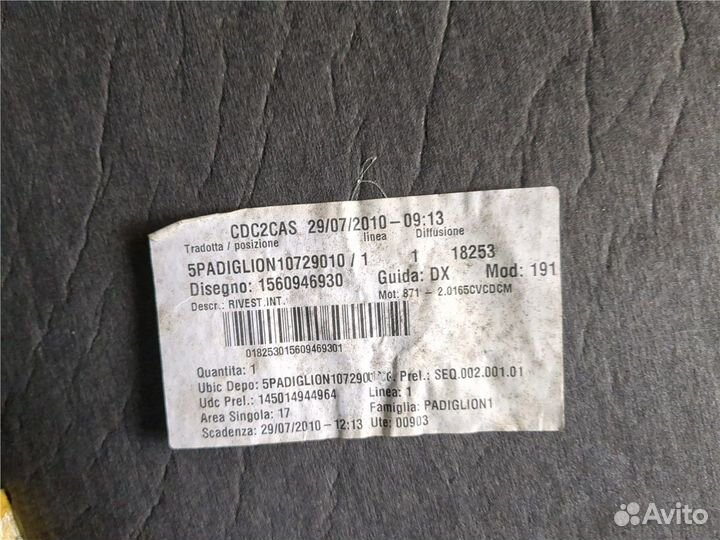 CDC2CAS 29/07/2010-09:13
Tradotta / posizione linea Diffusione
5PADIGLION10729010 / 1 1 18253
Disegno: 1560946930 Guida: DX Mod: 191
Descr.: RIVEST.INT. Mot: 871 - 2.0165CVCDCM
018253015609469301
Quantita: 1
Ubic Depo: 5PADIGLION107290 Prel.: SEQ.002.001.01
Udc Prel.: 145014944964 Linea: 1
Area Singola: 17 Famiglia: PADIGLION1
Scadenza: 29/07/2010-12:13 Ute: 00903
Avito